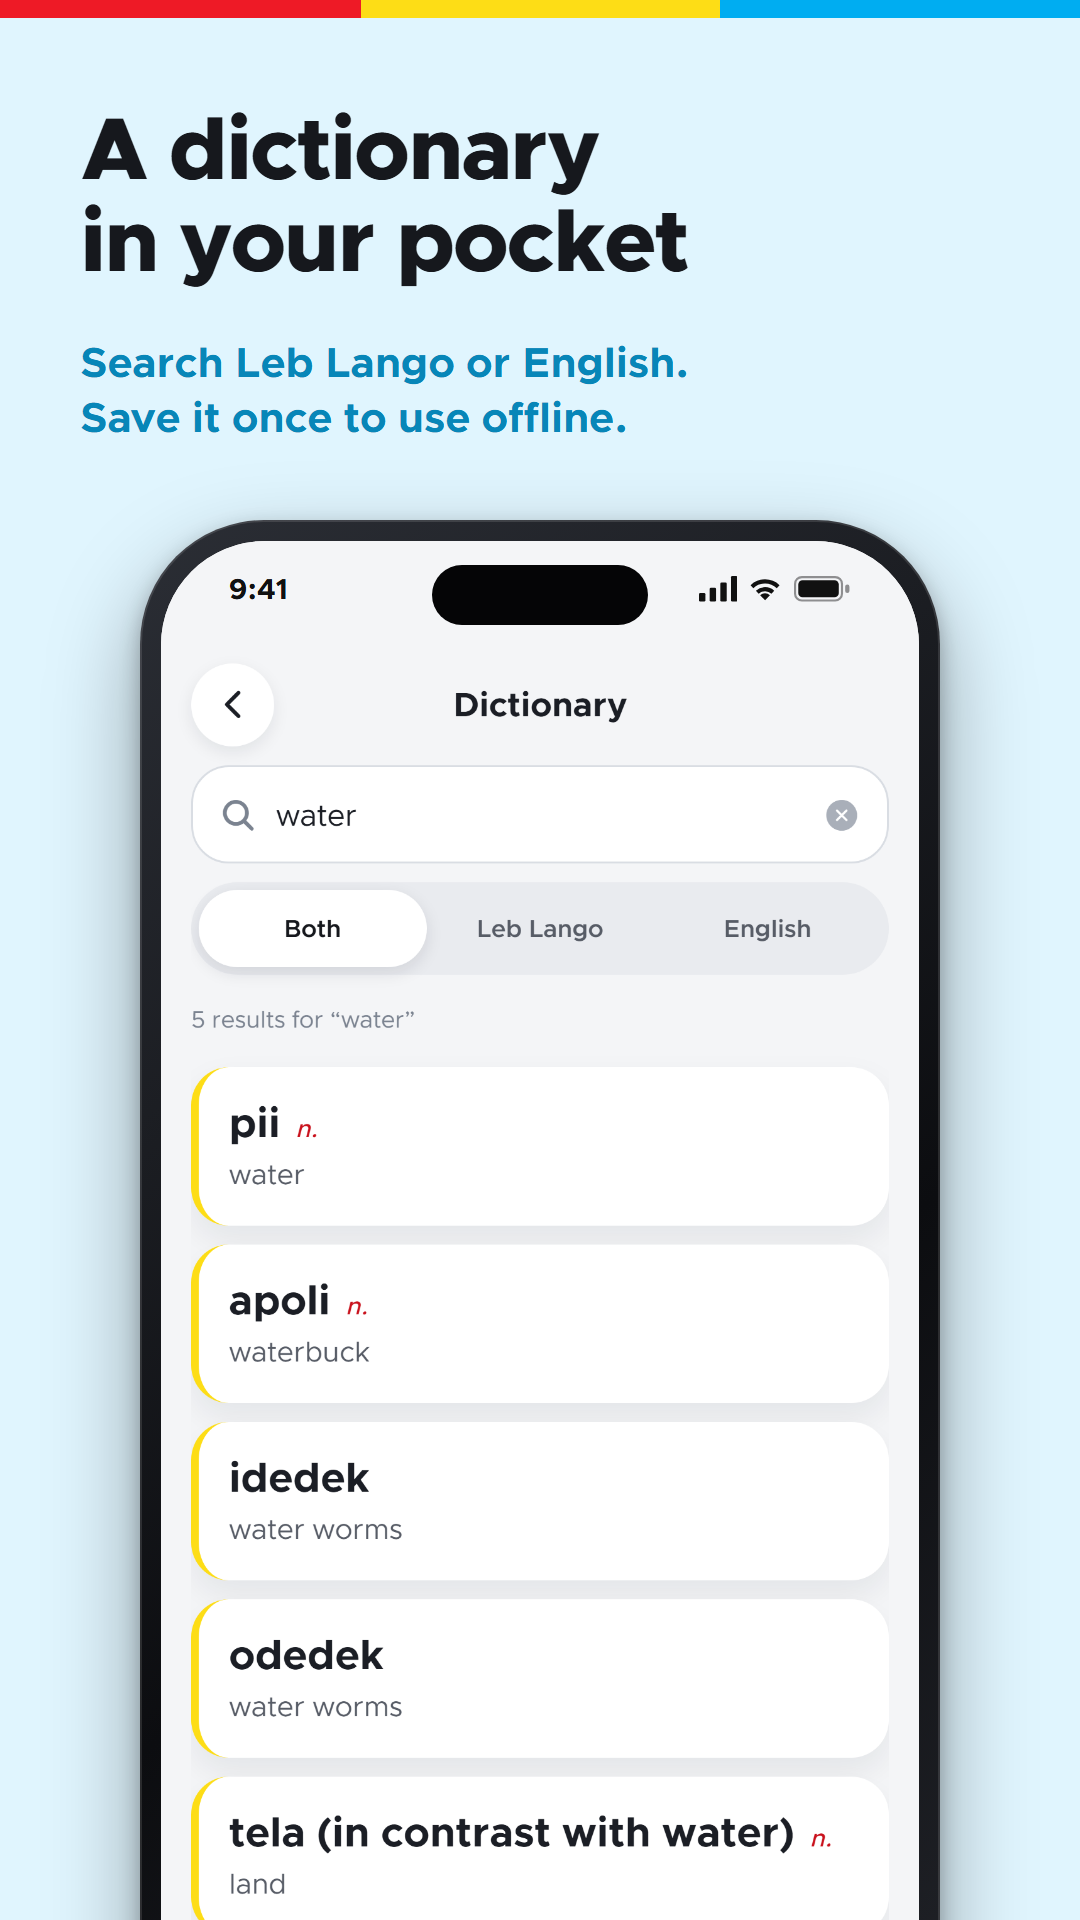 A dictionary
in your pocket
Search Leb Lango or English.
Save it once to use offline.
9:41
Dictionary
water
Both Leb Lango English
5 results for “water”
pii n.
water
apoli n.
waterbuck
idedek
water worms
odedek
water worms
tela (in contrast with water) n.
land